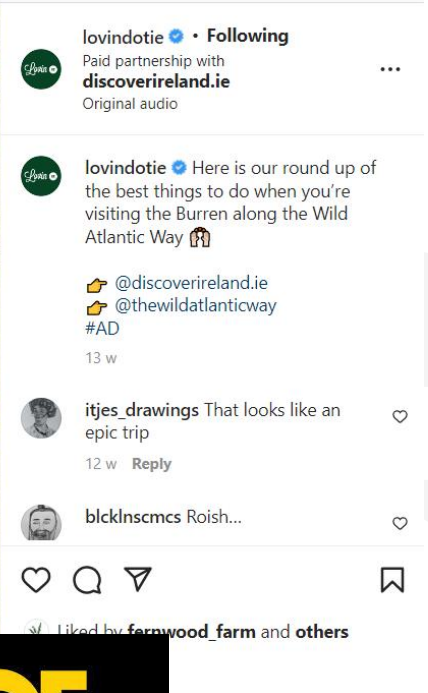 lovindotie • Following
Paid partnership with
discoverireland.ie
Original audio
Lovin
lovindotie Here is our round up of
the best things to do when you're
visiting the Burren along the Wild
Atlantic Way 🙌
Lovin
👉 @discoverireland.ie
👉 @thewildatlanticway
#AD
13 w
itjes_drawings That looks like an
epic trip
12 w Reply
blcklnscmcs Roish...
Liked by fernwood_farm and others